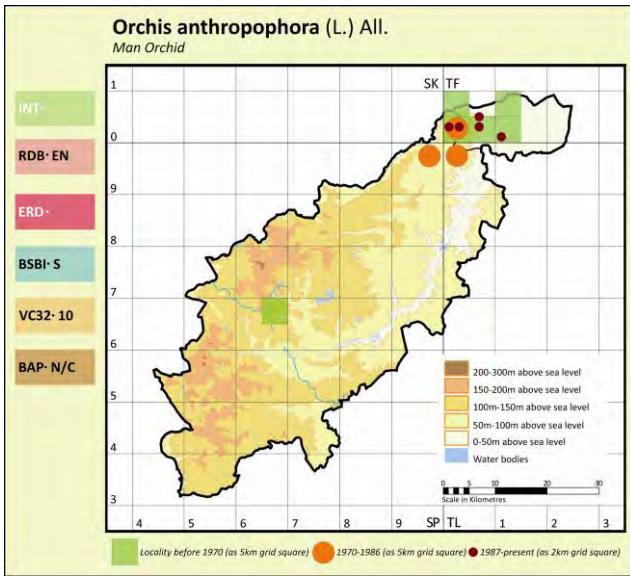 Orchis anthropophora (L.) All.
Man Orchid
INT·
RDB· EN
ERD·
BSBI· S
VC32· 10
BAP· N/C
SK TF
1
0
9
8
7
6
5
4
3
200-300m above sea level
150-200m above sea level
100m-150m above sea level
50m-100m above sea level
0-50m above sea level
Water bodies
0 5 10 20 30
Scale in Kilometres
4 5 6 7 8 9 SP TL 1 2 3
Locality before 1970 (as 5km grid square) 1970-1986 (as 5km grid square) 1987-present (as 2km grid square)